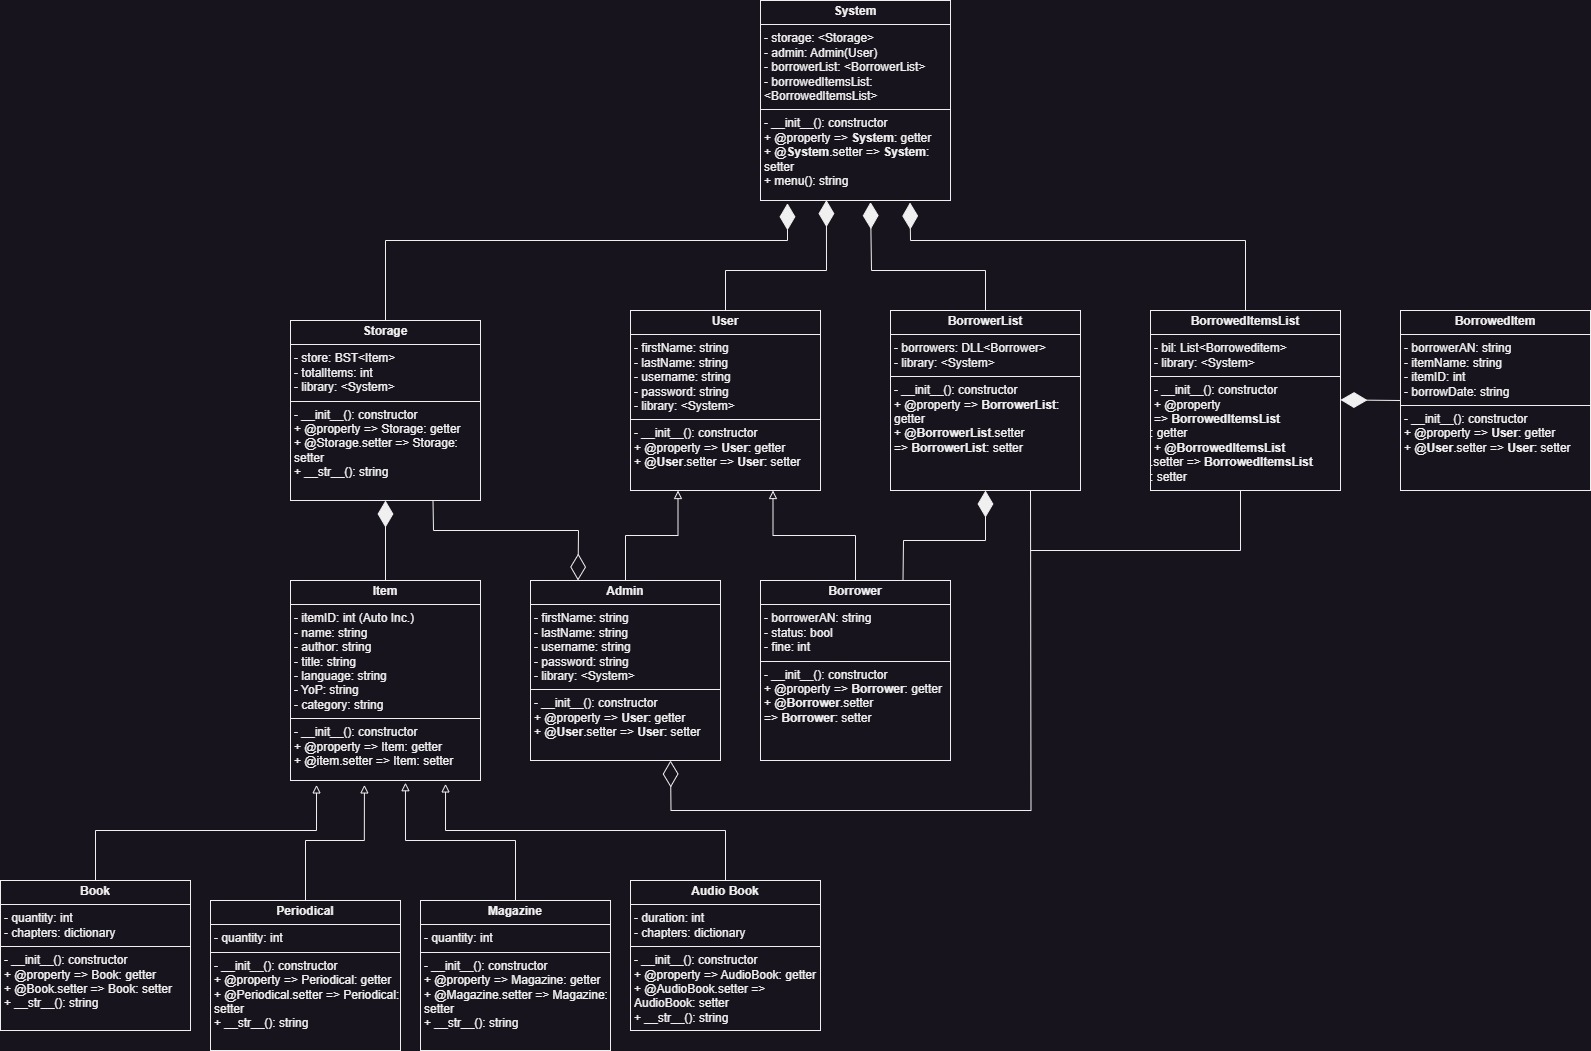 System
- storage: <Storage>
- admin: Admin(User)
- borrowerList: <BorrowerList>
- borrowedItemsList:
<BorrowedItemsList>
- __init__(): constructor
+ @property => System: getter
+ @System.setter => System:
setter
+ menu(): string
Storage
- store: BST<Item>
- totalItems: int
- library: <System>
- __init__(): constructor
+ @property => Storage: getter
+ @Storage.setter => Storage:
setter
+ __str__(): string
User
- firstName: string
- lastName: string
- username: string
- password: string
- library: <System>
- __init__(): constructor
+ @property => User: getter
+ @User.setter => User: setter
BorrowerList
- borrowers: DLL<Borrower>
- library: <System>
- __init__(): constructor
+ @property => BorrowerList:
getter
+ @BorrowerList.setter
=> BorrowerList: setter
BorrowedItemsList
- bil: List<Borroweditem>
- library: <System>
- __init__(): constructor
+ @property
=> BorrowedItemsList
: getter
+ @BorrowedItemsList
.setter => BorrowedItemsList
: setter
BorrowedItem
- borrowerAN: string
- itemName: string
- itemID: int
- borrowDate: string
- __init__(): constructor
+ @property => User: getter
+ @User.setter => User: setter
Item
- itemID: int (Auto Inc.)
- name: string
- author: string
- title: string
- language: string
- YoP: string
- category: string
- __init__(): constructor
+ @property => Item: getter
+ @item.setter => Item: setter
Admin
- firstName: string
- lastName: string
- username: string
- password: string
- library: <System>
- __init__(): constructor
+ @property => User: getter
+ @User.setter => User: setter
Borrower
- borrowerAN: string
- status: bool
- fine: int
- __init__(): constructor
+ @property => Borrower: getter
+ @Borrower.setter
=> Borrower: setter
Book
- quantity: int
- chapters: dictionary
- __init__(): constructor
+ @property => Book: getter
+ @Book.setter => Book: setter
+ __str__(): string
Periodical
- quantity: int
- __init__(): constructor
+ @property => Periodical: getter
+ @Periodical.setter => Periodical:
setter
+ __str__(): string
Magazine
- quantity: int
- __init__(): constructor
+ @property => Magazine: getter
+ @Magazine.setter => Magazine:
setter
+ __str__(): string
Audio Book
- duration: int
- chapters: dictionary
- __init__(): constructor
+ @property => AudioBook: getter
+ @AudioBook.setter =>
AudioBook: setter
+ __str__(): string